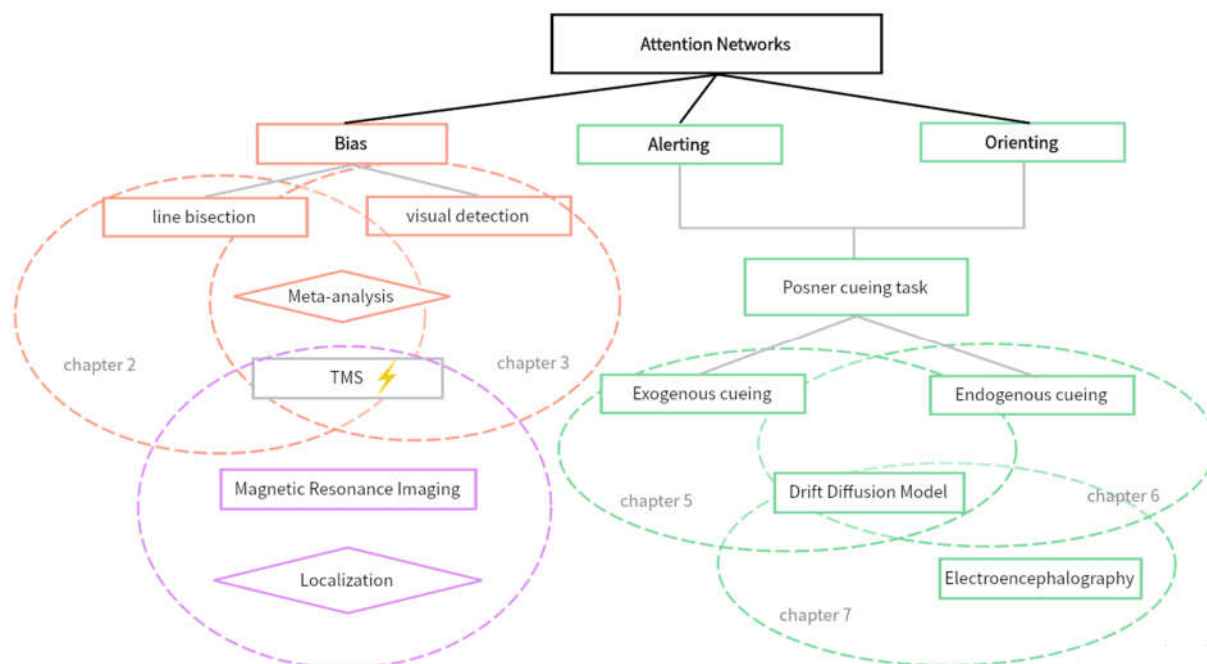 Attention Networks
Bias
Alerting
Orienting
line bisection
visual detection
Posner cueing task
Meta-analysis
chapter 2
TMS
chapter 3
Exogenous cueing
Endogenous cueing
Magnetic Resonance Imaging
chapter 5
Drift Diffusion Model
chapter 6
Localization
Electroencephalography
chapter 7